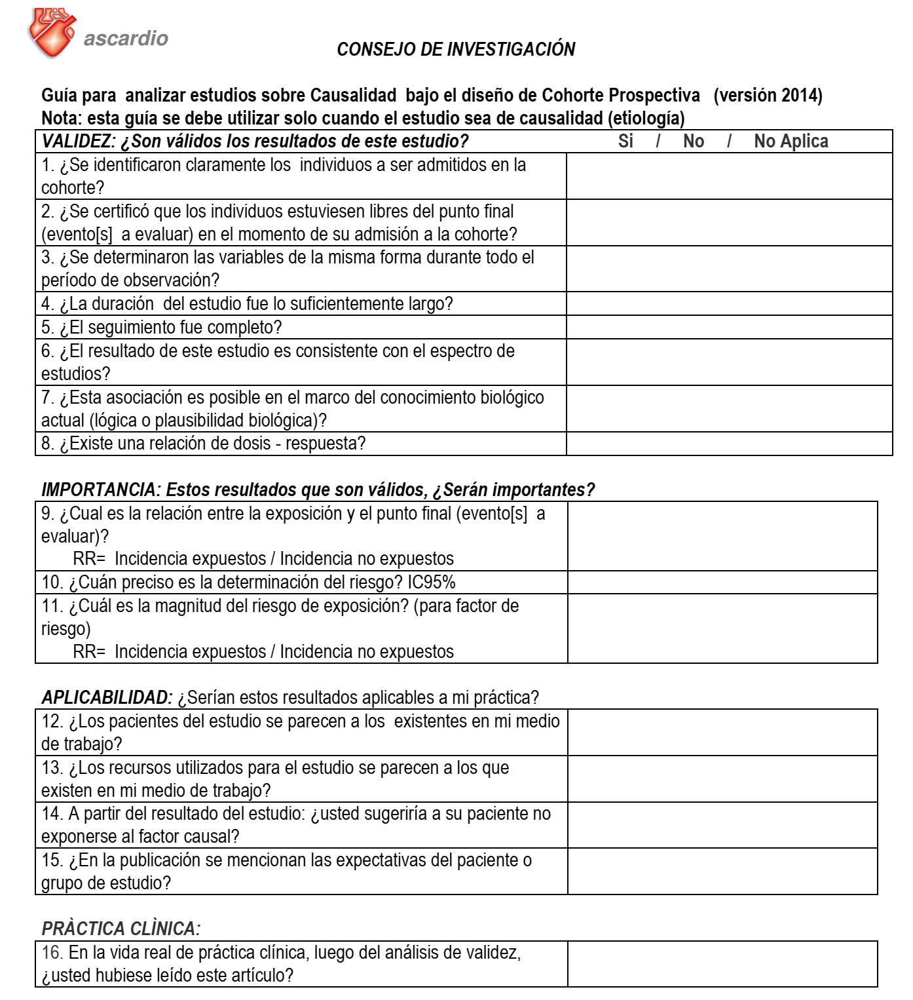 ascardio
CONSEJO DE INVESTIGACIÓN
Guía para  analizar estudios sobre Causalidad  bajo el diseño de Cohorte Prospectiva   (versión 2014)
Nota: esta guía se debe utilizar solo cuando el estudio sea de causalidad (etiología)
VALIDEZ: ¿Son válidos los resultados de este estudio?    Si    /    No    /    No Aplica
1. ¿Se identificaron claramente los  individuos a ser admitidos en la
cohorte?
2. ¿Se certificó que los individuos estuviesen libres del punto final
(evento[s]  a evaluar) en el momento de su admisión a la cohorte?
3. ¿Se determinaron las variables de la misma forma durante todo el
período de observación?
4. ¿La duración  del estudio fue lo suficientemente largo?
5. ¿El seguimiento fue completo?
6. ¿El resultado de este estudio es consistente con el espectro de
estudios?
7. ¿Esta asociación es posible en el marco del conocimiento biológico
actual (lógica o plausibilidad biológica)?
8. ¿Existe una relación de dosis - respuesta?
IMPORTANCIA: Estos resultados que son válidos, ¿Serán importantes?
9. ¿Cual es la relación entre la exposición y el punto final (evento[s]  a
evaluar)?
RR=  Incidencia expuestos / Incidencia no expuestos
10. ¿Cuán preciso es la determinación del riesgo? IC95%
11. ¿Cuál es la magnitud del riesgo de exposición? (para factor de
riesgo)
RR=  Incidencia expuestos / Incidencia no expuestos
APLICABILIDAD: ¿Serían estos resultados aplicables a mi práctica?
12. ¿Los pacientes del estudio se parecen a los  existentes en mi medio
de trabajo?
13. ¿Los recursos utilizados para el estudio se parecen a los que
existen en mi medio de trabajo?
14. A partir del resultado del estudio: ¿usted sugeriría a su paciente no
exponerse al factor causal?
15. ¿En la publicación se mencionan las expectativas del paciente o
grupo de estudio?
PRÀCTICA CLÌNICA:
16. En la vida real de práctica clínica, luego del análisis de validez,
¿usted hubiese leído este artículo?